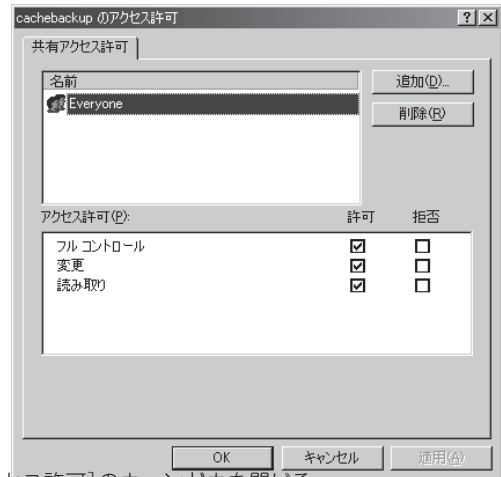 cachebackup のアクセス許可
共有アクセス許可
名前
追加(D)...
Everyone
削除(R)
アクセス許可(P):
許可
拒否
フル コントロール
変更
読み取り
OK
キャンセル
適用(A)